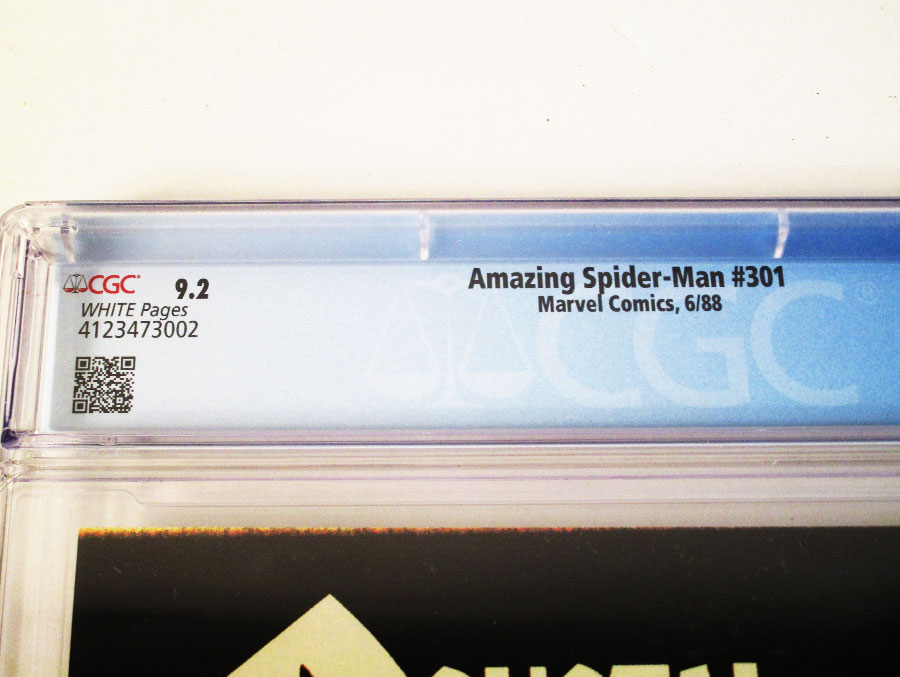 CGC® 9.2
WHITE Pages
4123473002
Amazing Spider-Man #301
Marvel Comics, 6/88
CGC®